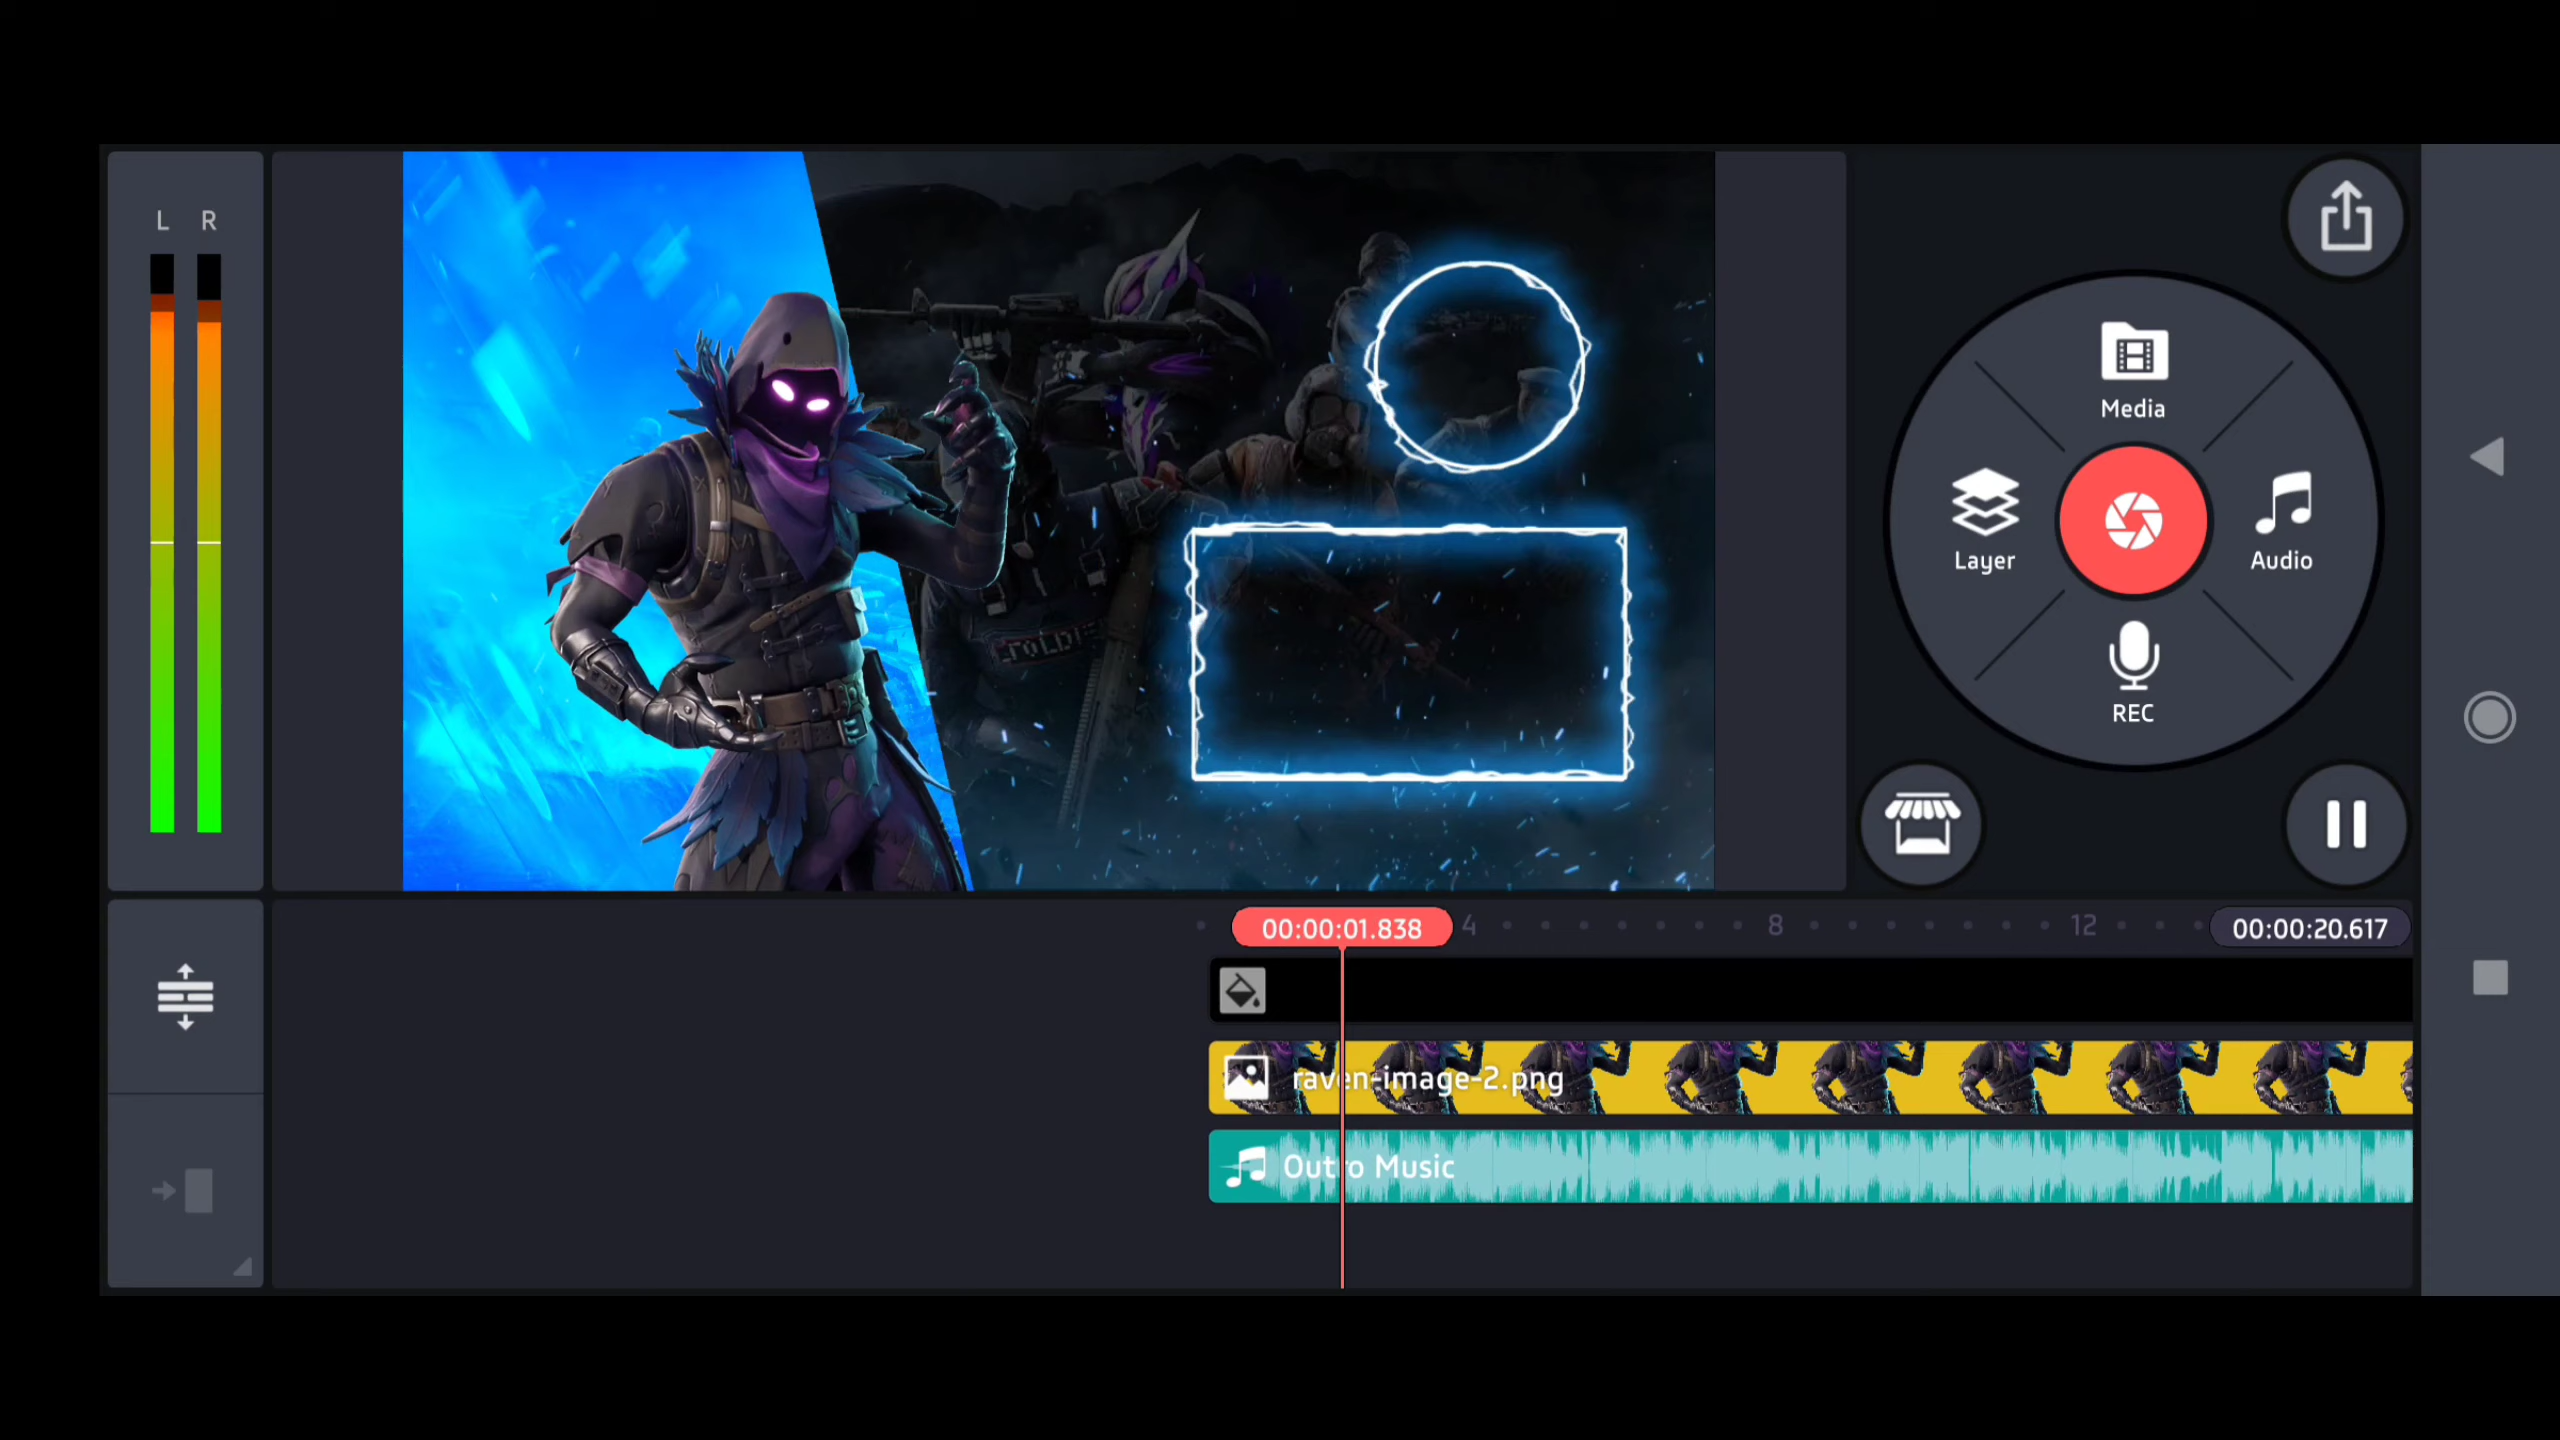 L R
Media
Layer
Audio
REC
00:00:01.838
4
8
12
00:00:20.617
raven-image-2.png
Outro Music